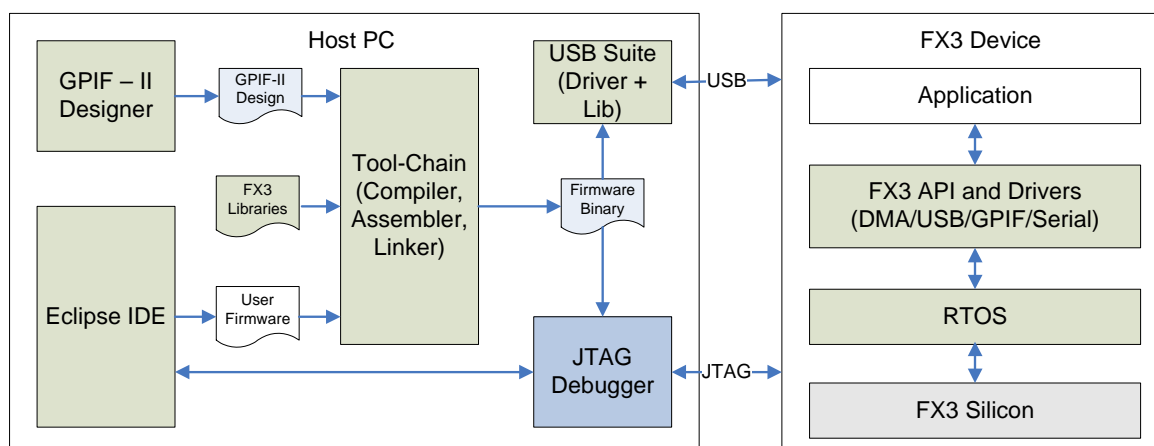 Host PC
GPIF – II
Designer
GPIF-II
Design
FX3
Libraries
Eclipse IDE
User
Firmware
Tool-Chain
(Compiler,
Assembler,
Linker)
Firmware
Binary
USB Suite
(Driver +
Lib)
JTAG
Debugger
USB
JTAG
FX3 Device
Application
FX3 API and Drivers
(DMA/USB/GPIF/Serial)
RTOS
FX3 Silicon